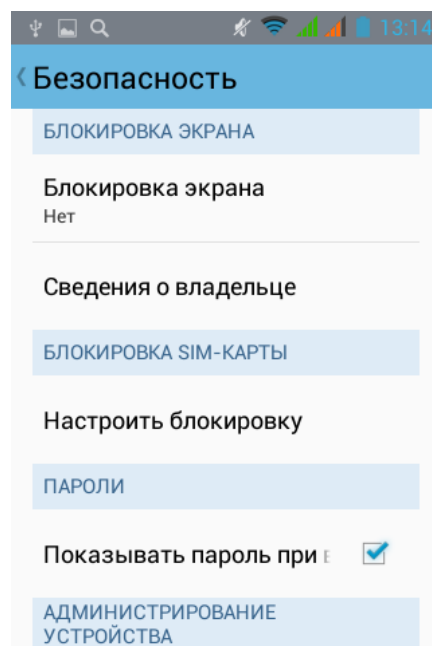 13:14
Безопасность
БЛОКИРОВКА ЭКРАНА
Блокировка экрана
Нет
Сведения о владельце
БЛОКИРОВКА SIM-КАРТЫ
Настроить блокировку
ПАРОЛИ
Показывать пароль при
АДМИНИСТРИРОВАНИЕ
УСТРОЙСТВА